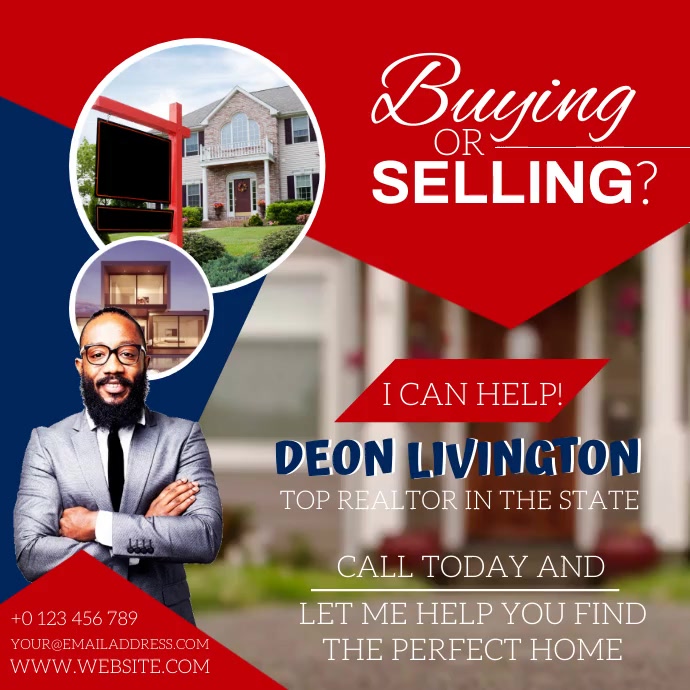 Buying
OR
SELLING?
I CAN HELP!
DEON LIVINGTON
TOP REALTOR IN THE STATE
CALL TODAY AND
LET ME HELP YOU FIND
THE PERFECT HOME
+0 123 456 789
YOUR@EMAILADDRESS.COM
WWW.WEBSITE.COM